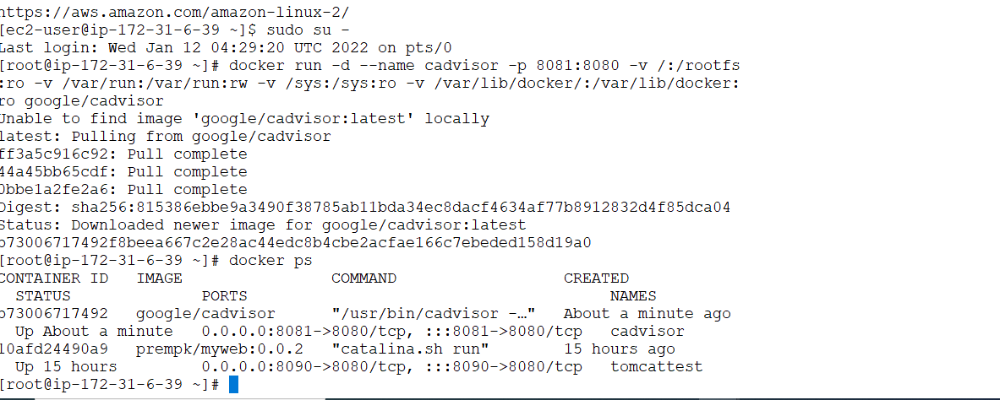 https://aws.amazon.com/amazon-linux-2/
[ec2-user@ip-172-31-6-39 ~]$ sudo su -
Last login: Wed Jan 12 04:29:20 UTC 2022 on pts/0
[root@ip-172-31-6-39 ~]# docker run -d --name cadvisor -p 8081:8080 -v /:/rootfs
:ro -v /var/run:/var/run:rw -v /sys:/sys:ro -v /var/lib/docker/:/var/lib/docker:
ro google/cadvisor
Unable to find image 'google/cadvisor:latest' locally
latest: Pulling from google/cadvisor
ff3a5c916c92: Pull complete
44a45bb65cdf: Pull complete
0bbe1a2fe2a6: Pull complete
Digest: sha256:815386ebbe9a3490f38785ab11bda34ec8dacf4634af77b8912832d4f85dca04
Status: Downloaded newer image for google/cadvisor:latest
b73006717492f8beea667c2e28ac44edc8b4cbe2acfae166c7ebeded158d19a0
[root@ip-172-31-6-39 ~]# docker ps
CONTAINER ID   IMAGE                COMMAND                  CREATED
  STATUS              PORTS                                       NAMES
b73006717492   google/cadvisor      "/usr/bin/cadvisor -…"   About a minute ago
  Up About a minute   0.0.0.0:8081->8080/tcp, :::8081->8080/tcp   cadvisor
10afd24490a9   prempk/myweb:0.0.2   "catalina.sh run"        15 hours ago
  Up 15 hours         0.0.0.0:8090->8080/tcp, :::8090->8080/tcp   tomcattest
[root@ip-172-31-6-39 ~]#